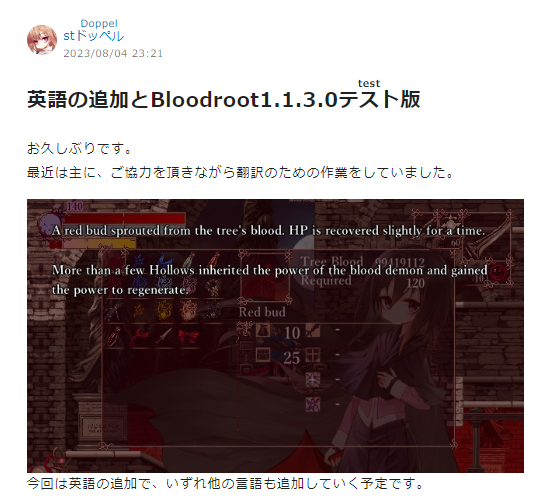 Doppel
stドッペル
2023/08/04 23:21
test
英語の追加とBloodroot1.1.3.0テスト版
お久しぶりです。
最近は主に、ご協力を頂きながら翻訳のための作業をしていました。
140
A red bud sprouted from the tree's blood. HP is recovered slightly for a time.
60
Tree Blood 99419112
More than a few Hollows inherited the power of the blood demon and gained
the power to regenerate.
Required 120
Red bud
10 -
25 -
-
-
今回は英語の追加で、いずれ他の言語も追加していく予定です。